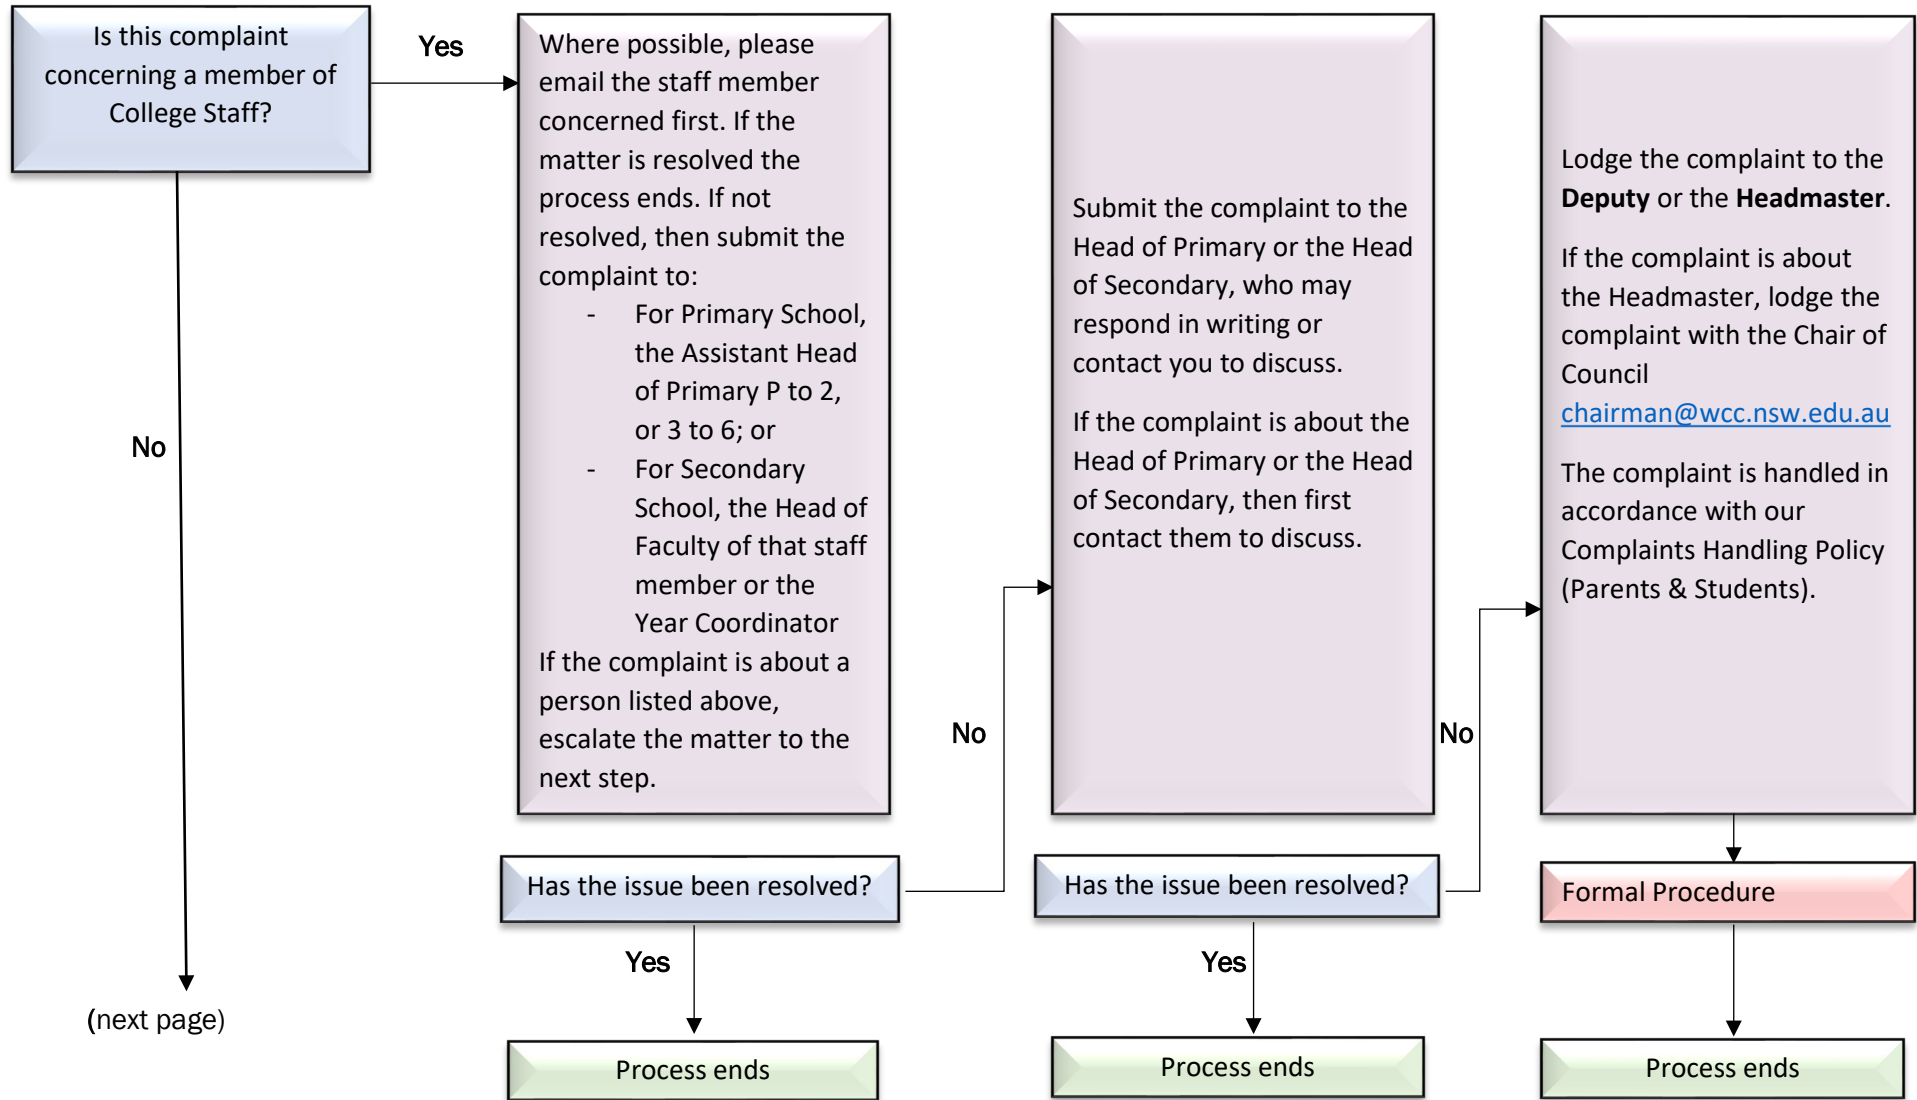 Is this complaint
concerning a member of
College Staff?
Yes
No
(next page)
Where possible, please
email the staff member
concerned first. If the
matter is resolved the
process ends. If not
resolved, then submit the
complaint to:
- For Primary School,
the Assistant Head
of Primary P to 2,
or 3 to 6; or
- For Secondary
School, the Head of
Faculty of that staff
member or the
Year Coordinator
If the complaint is about a
person listed above,
escalate the matter to the
next step.
Has the issue been resolved?
Yes
Process ends
No
Submit the complaint to the
Head of Primary or the Head
of Secondary, who may
respond in writing or
contact you to discuss.
If the complaint is about the
Head of Primary or the Head
of Secondary, then first
contact them to discuss.
Has the issue been resolved?
Yes
Process ends
No
Lodge the complaint to the
Deputy or the Headmaster.
If the complaint is about
the Headmaster, lodge the
complaint with the Chair of
Council
chairman@wcc.nsw.edu.au
The complaint is handled in
accordance with our
Complaints Handling Policy
(Parents & Students).
Formal Procedure
Process ends